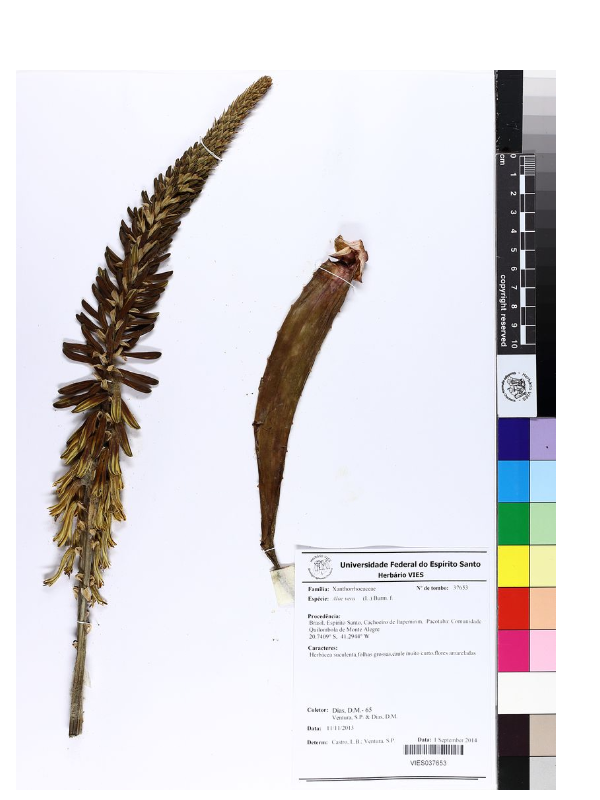 cm
0 1 2 3 4 5 6 7 8 9 10
copyright reserved
Universidade Federal do Espírito Santo
Herbário VIES
Família: Xanthorrhoeaceae Nº de tombo: 37653
Espécie: Aloe vera (L.) Burm. f.
Procedência:
Brasil, Espírito Santo, Cachoeiro de Itapemirim, Pacotuba: Comunidade
Quilombola de Monte Alegre
20.7409° S, 41.2948° W
Caracteres:
Herbácea suculenta, folhas grossas, caule muito curto, flores amareladas
Coletor: Dias, D.M.- 65
Ventura, S.P. & Dias, D.M.
Data: 11/11/2013
Determ: Castro, L.B.; Ventura, S.P. Data: 1 September 2014
VIES037653